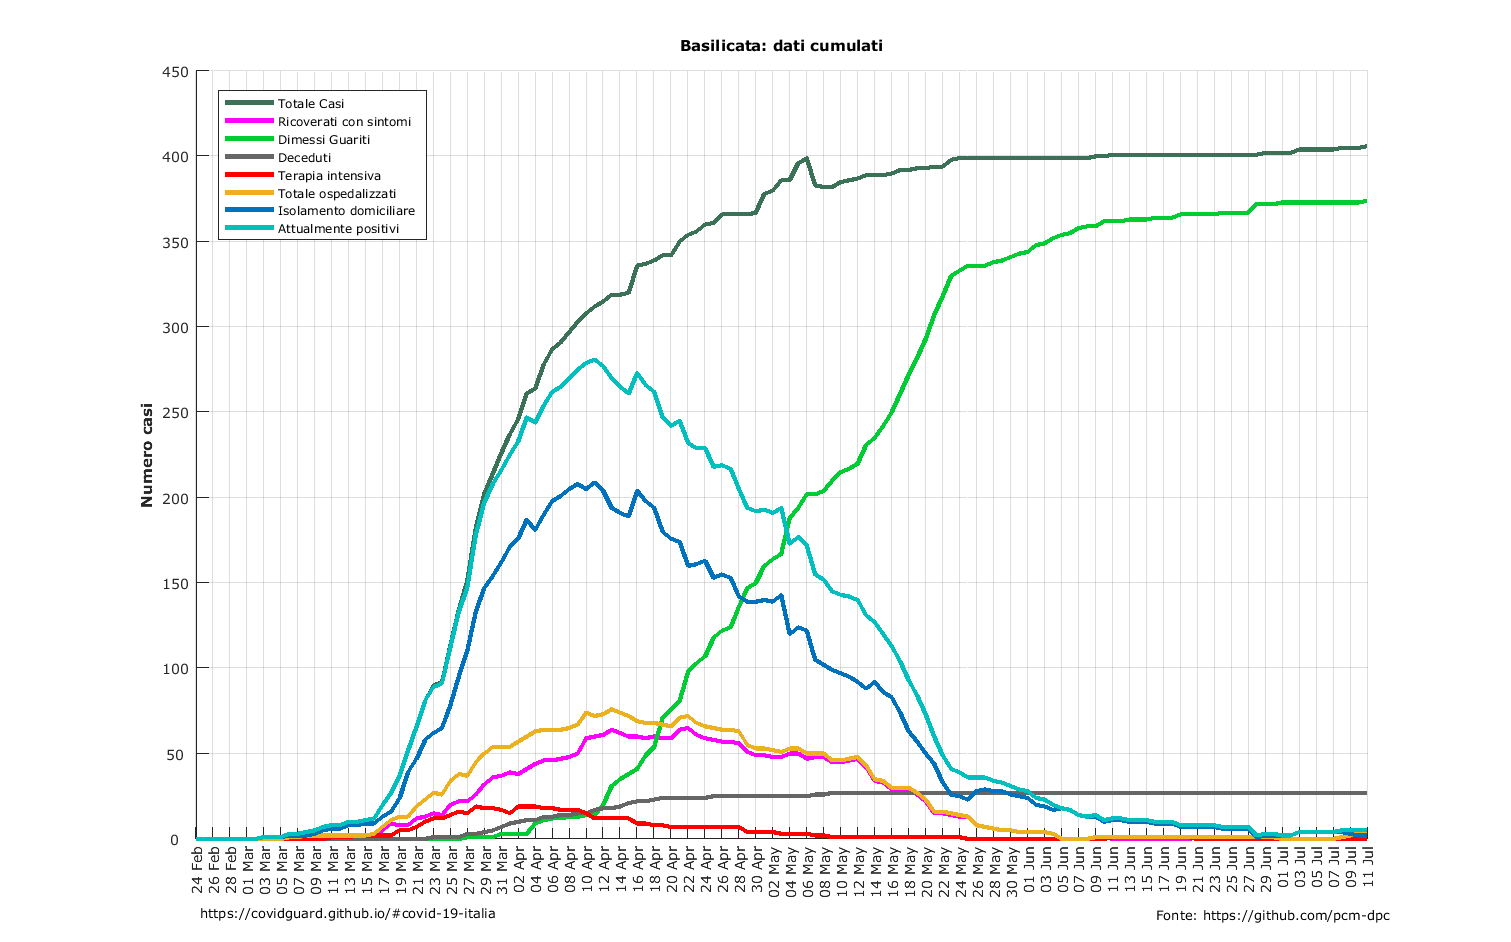 Basilicata: dati cumulati
Numero casi
450
400
350
300
250
200
150
100
50
0
Totale Casi
Ricoverati con sintomi
Dimessi Guariti
Deceduti
Terapia intensiva
Totale ospedalizzati
Isolamento domiciliare
Attualmente positivi
24 Feb
26 Feb
28 Feb
01 Mar
03 Mar
05 Mar
07 Mar
09 Mar
11 Mar
13 Mar
15 Mar
17 Mar
19 Mar
21 Mar
23 Mar
25 Mar
27 Mar
29 Mar
31 Mar
02 Apr
04 Apr
06 Apr
08 Apr
10 Apr
12 Apr
14 Apr
16 Apr
18 Apr
20 Apr
22 Apr
24 Apr
26 Apr
28 Apr
30 Apr
02 May
04 May
06 May
08 May
10 May
12 May
14 May
16 May
18 May
20 May
22 May
24 May
26 May
28 May
30 May
01 Jun
03 Jun
05 Jun
07 Jun
09 Jun
11 Jun
13 Jun
15 Jun
17 Jun
19 Jun
21 Jun
23 Jun
25 Jun
27 Jun
29 Jun
01 Jul
03 Jul
05 Jul
07 Jul
09 Jul
11 Jul
https://covidguard.github.io/#covid-19-italia
Fonte: https://github.com/pcm-dpc